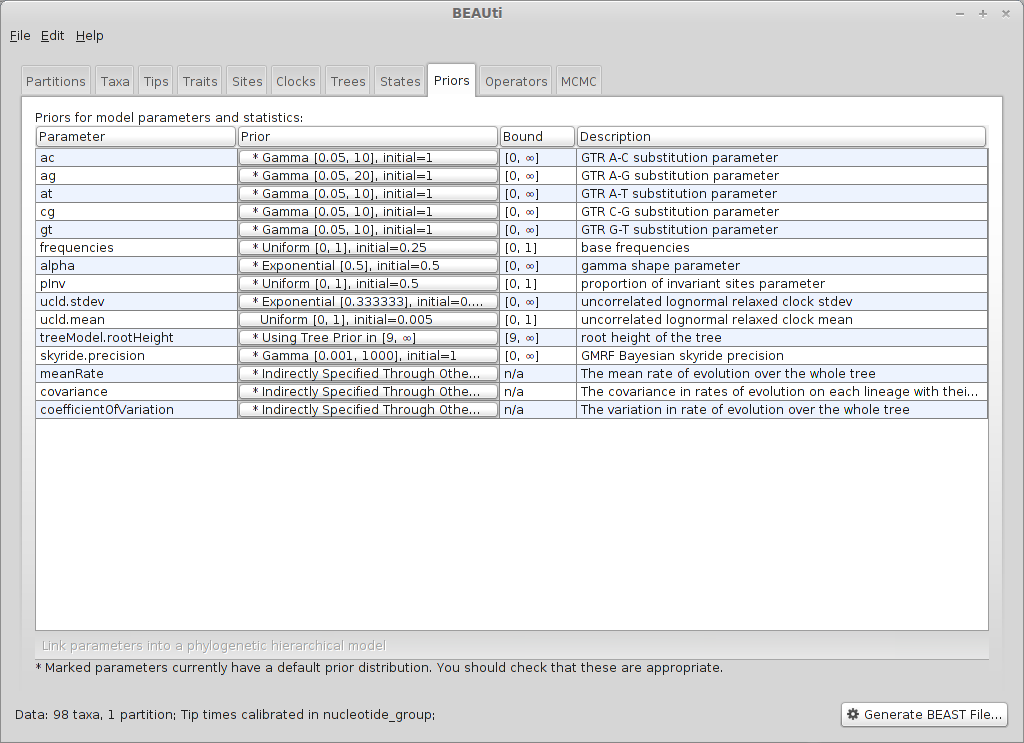 BEAUti
File Edit Help
Partitions Taxa Tips Traits Sites Clocks Trees States Priors Operators MCMC
Priors for model parameters and statistics:
Parameter Prior Bound Description
ac * Gamma [0.05, 10], initial=1 [0, ∞] GTR A-C substitution parameter
ag * Gamma [0.05, 20], initial=1 [0, ∞] GTR A-G substitution parameter
at * Gamma [0.05, 10], initial=1 [0, ∞] GTR A-T substitution parameter
cg * Gamma [0.05, 10], initial=1 [0, ∞] GTR C-G substitution parameter
gt * Gamma [0.05, 10], initial=1 [0, ∞] GTR G-T substitution parameter
frequencies * Uniform [0, 1], initial=0.25 [0, 1] base frequencies
alpha * Exponential [0.5], initial=0.5 [0, ∞] gamma shape parameter
pInv * Uniform [0, 1], initial=0.5 [0, 1] proportion of invariant sites parameter
ucld.stdev * Exponential [0.333333], initial=0.... [0, ∞] uncorrelated lognormal relaxed clock stdev
ucld.mean Uniform [0, 1], initial=0.005 [0, 1] uncorrelated lognormal relaxed clock mean
treeModel.rootHeight * Using Tree Prior in [9, ∞] [9, ∞] root height of the tree
skyride.precision * Gamma [0.001, 1000], initial=1 [0, ∞] GMRF Bayesian skyride precision
meanRate * Indirectly Specified Through Othe... n/a The mean rate of evolution over the whole tree
covariance * Indirectly Specified Through Othe... n/a The covariance in rates of evolution on each lineage with thei...
coefficientOfVariation * Indirectly Specified Through Othe... n/a The variation in rate of evolution over the whole tree
Link parameters into a phylogenetic hierarchical model
* Marked parameters currently have a default prior distribution. You should check that these are appropriate.
Data: 98 taxa, 1 partition; Tip times calibrated in nucleotide_group;
Generate BEAST File...